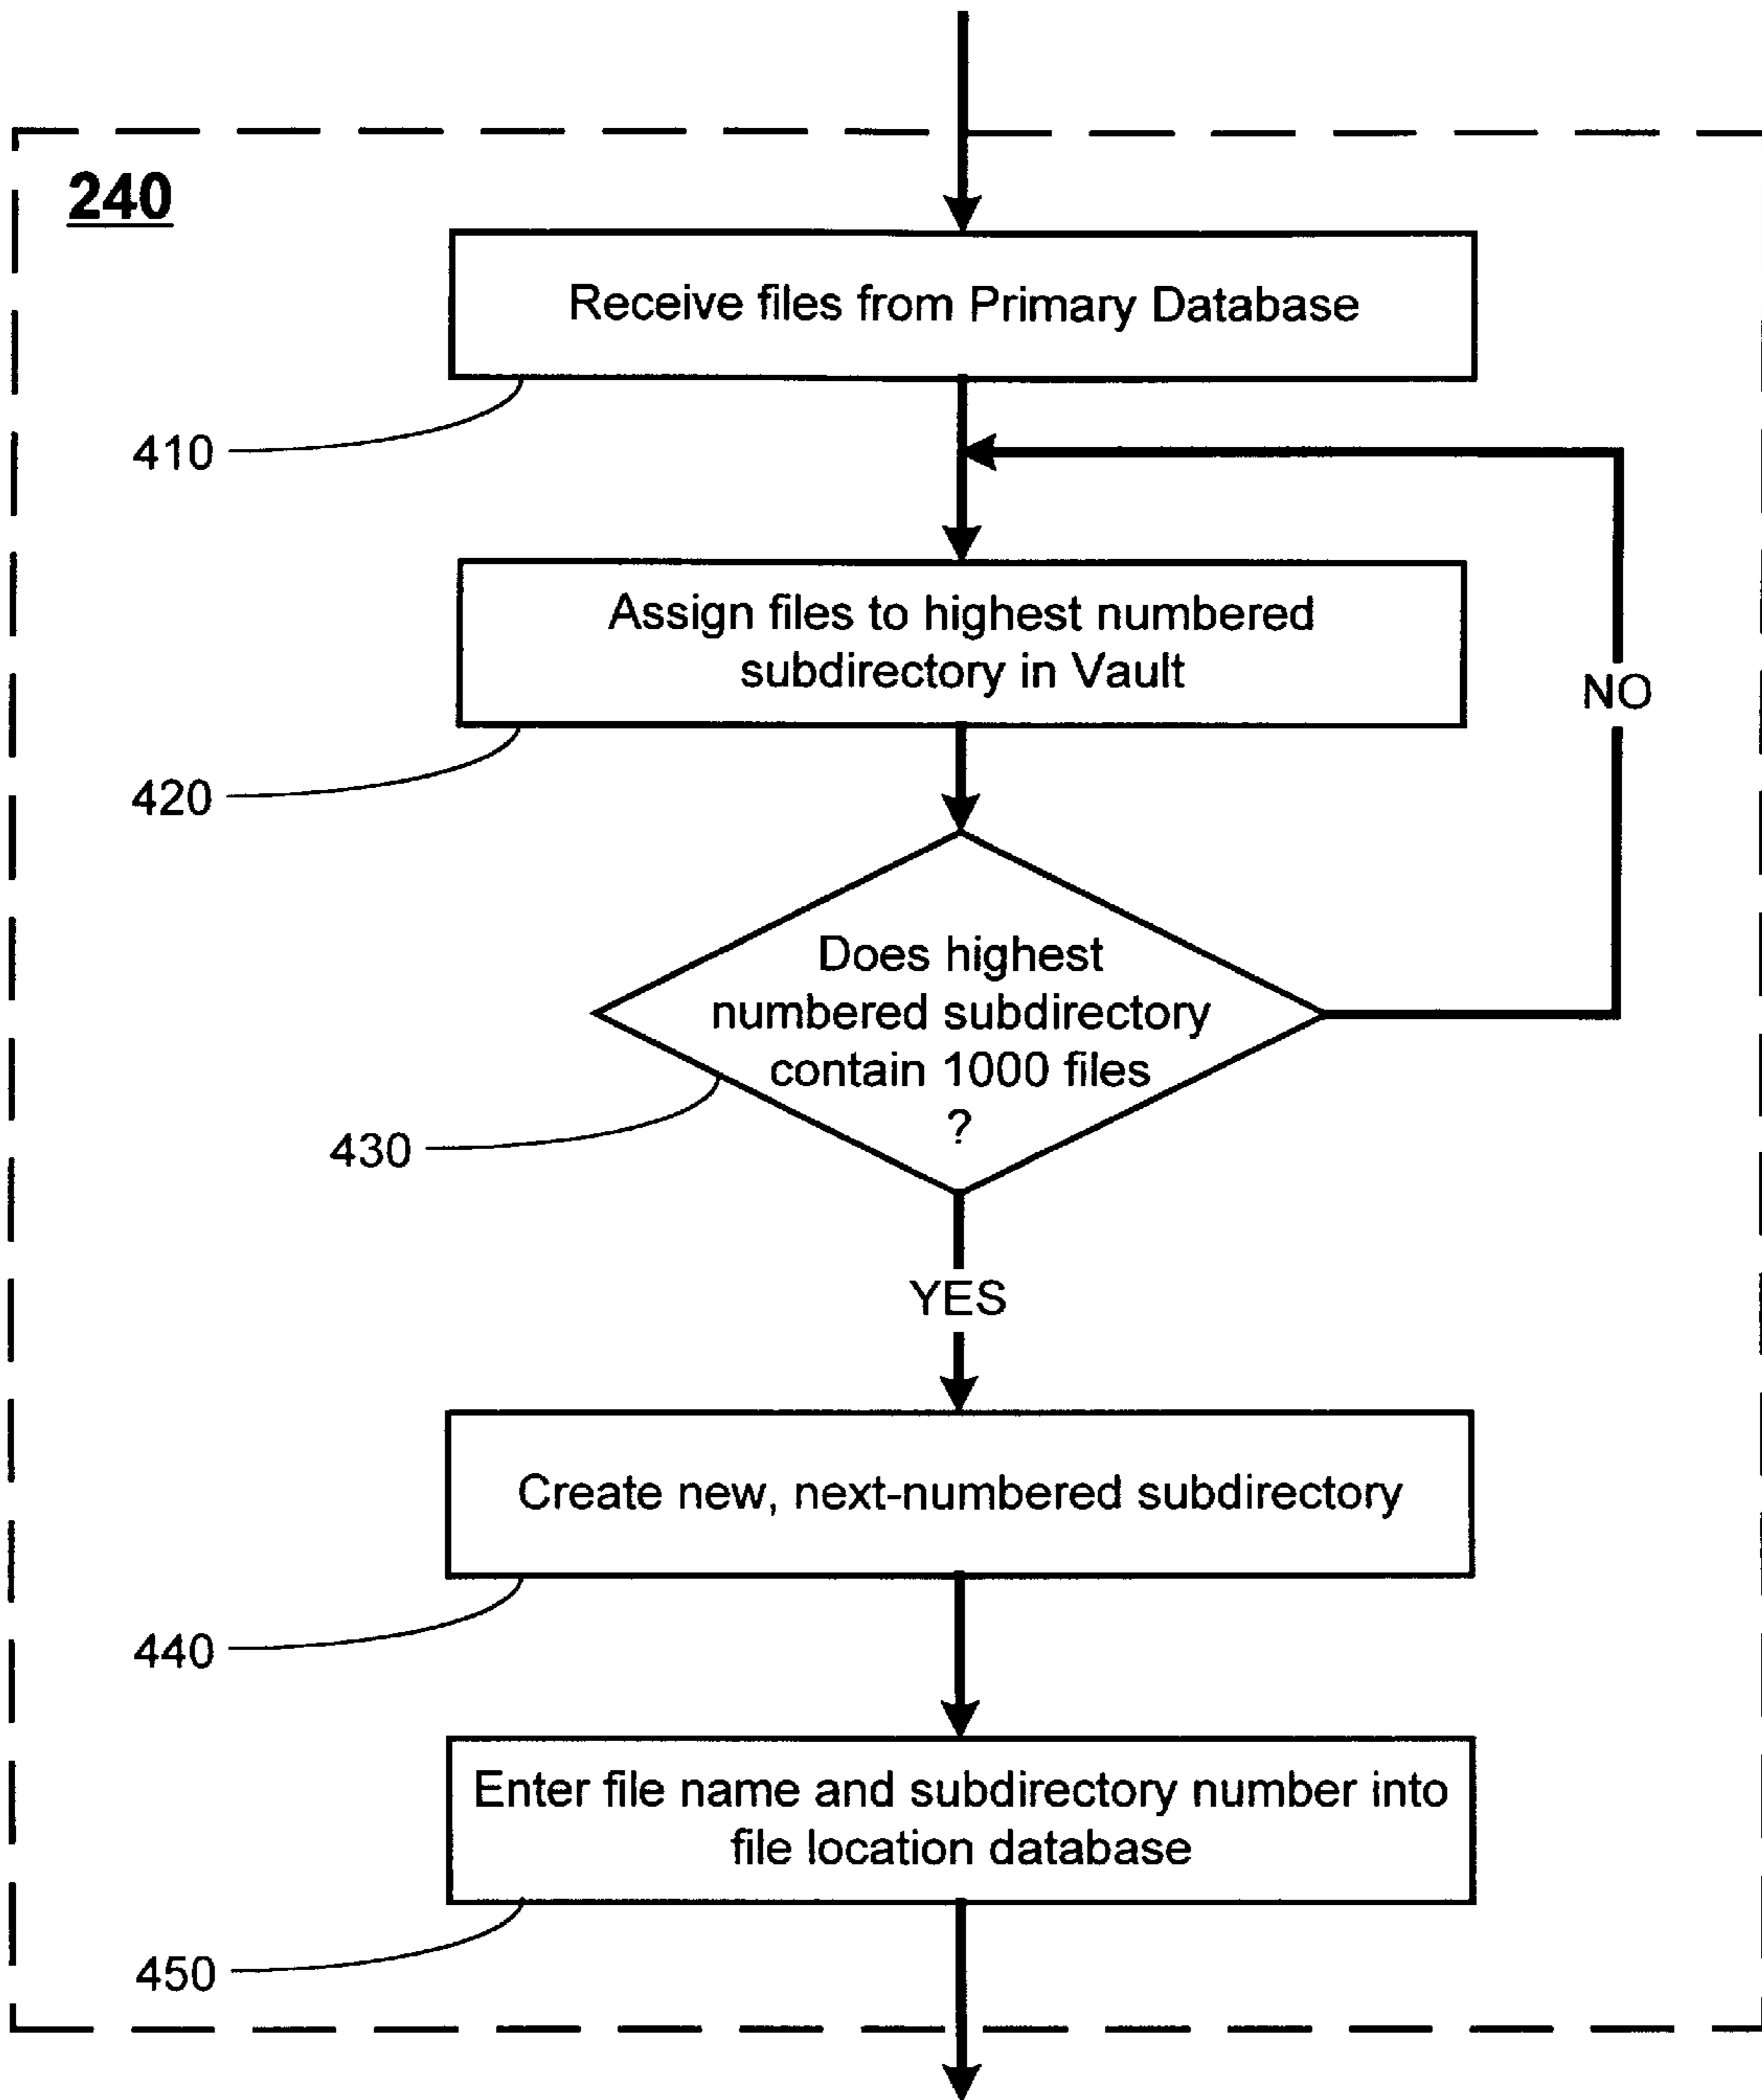 240
Receive files from Primary Database
410
Assign files to highest numbered
subdirectory in Vault
NO
420
Does highest
numbered subdirectory
contain 1000 files
?
430
YES
Create new, next-numbered subdirectory
440
Enter file name and subdirectory number into
file location database
450